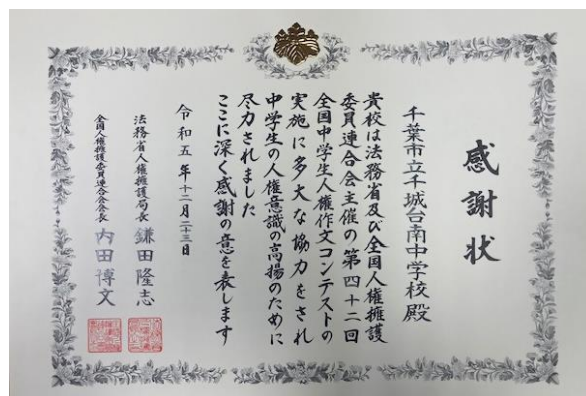 感謝状
千葉市立千城台南中学校殿
貴校は法務省及び全国人権擁護
委員連合会主催の第四十二回
全国中学生人権作文コンテストの
実施に多大な協力をされ
中学生の人権意識の高揚のために
尽力されました
ここに深く感謝の意を表します
令和五年十二月二十三日
法務省人権擁護局長 鎌田隆志
全国人権擁護委員連合会会長 内田博文